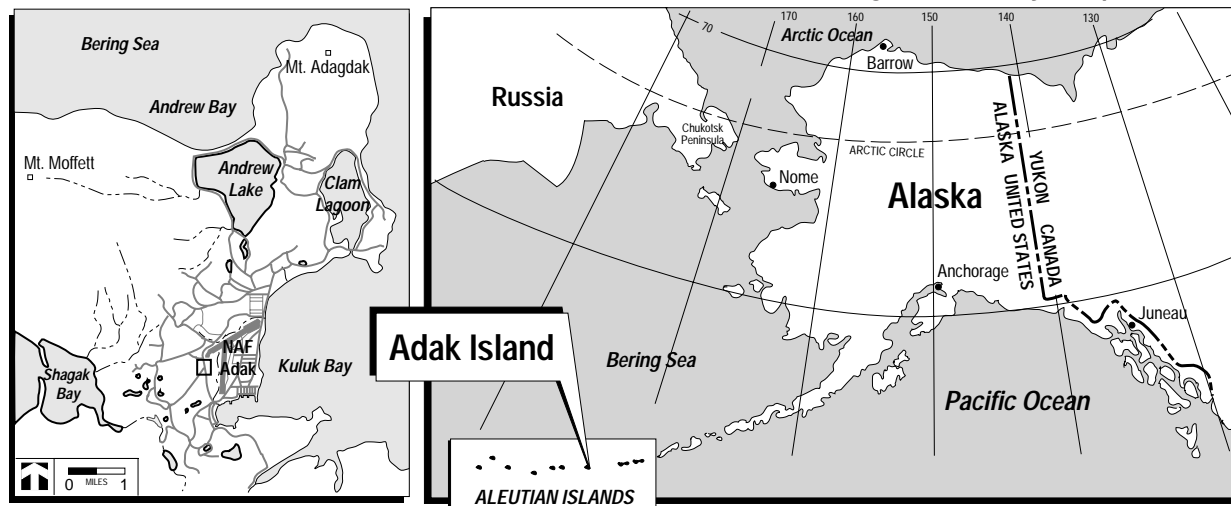 Bering Sea
Mt. Adagdak
Andrew Bay
Mt. Moffett
Andrew
Lake
Clam
Lagoon
NAF
Adak
Kuluk Bay
Shagak
Bay
0 MILES 1
170 160 150 140 130
70
Arctic Ocean
Barrow
Russia
Chukotsk
Peninsula
ARCTIC CIRCLE
Nome
Alaska
ALASKA UNITED STATES
YUKON CANADA
Anchorage
Juneau
Adak Island
Bering Sea
Pacific Ocean
ALEUTIAN ISLANDS